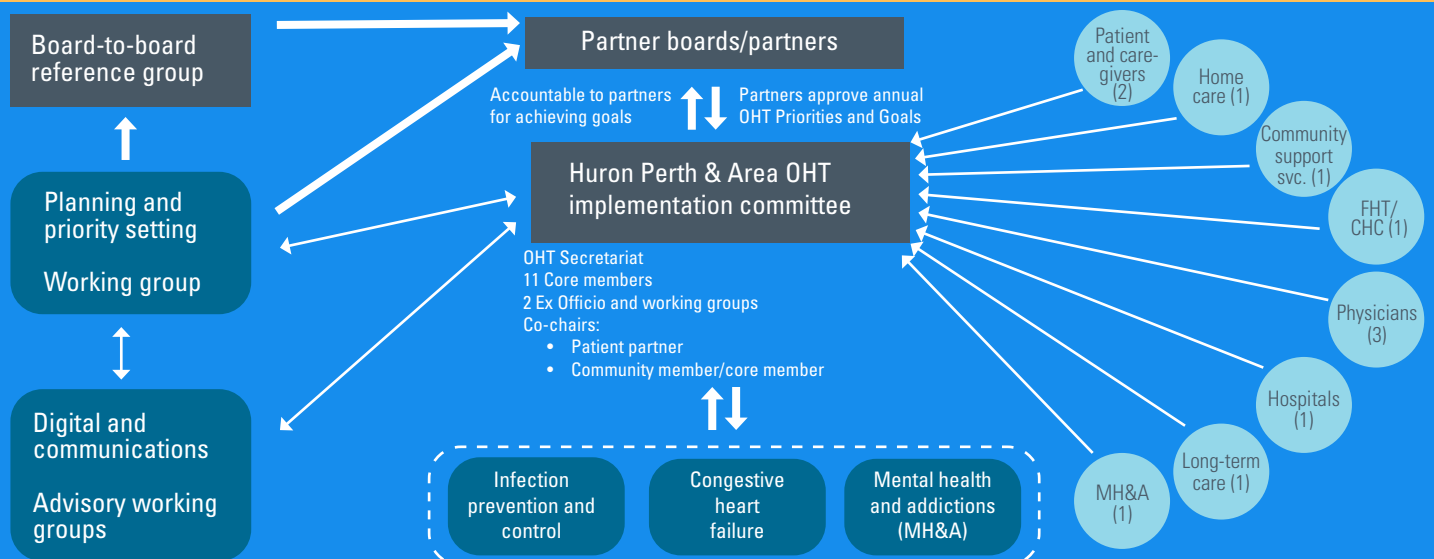 Board-to-board
reference group
Partner boards/partners
Accountable to partners
for achieving goals
Partners approve annual
OHT Priorities and Goals
Planning and
priority setting
Working group
Huron Perth & Area OHT
implementation committee
OHT Secretariat
11 Core members
2 Ex Officio and working groups
Co-chairs:
• Patient partner
• Community member/core member
Digital and
communications
Advisory working
groups
Infection
prevention and
control
Congestive
heart
failure
Mental health
and addictions
(MH&A)
Patient
and care-
givers
(2)
Home
care (1)
Community
support
svc. (1)
FHT/
CHC (1)
Physicians
(3)
Hospitals
(1)
Long-term
care (1)
MH&A
(1)